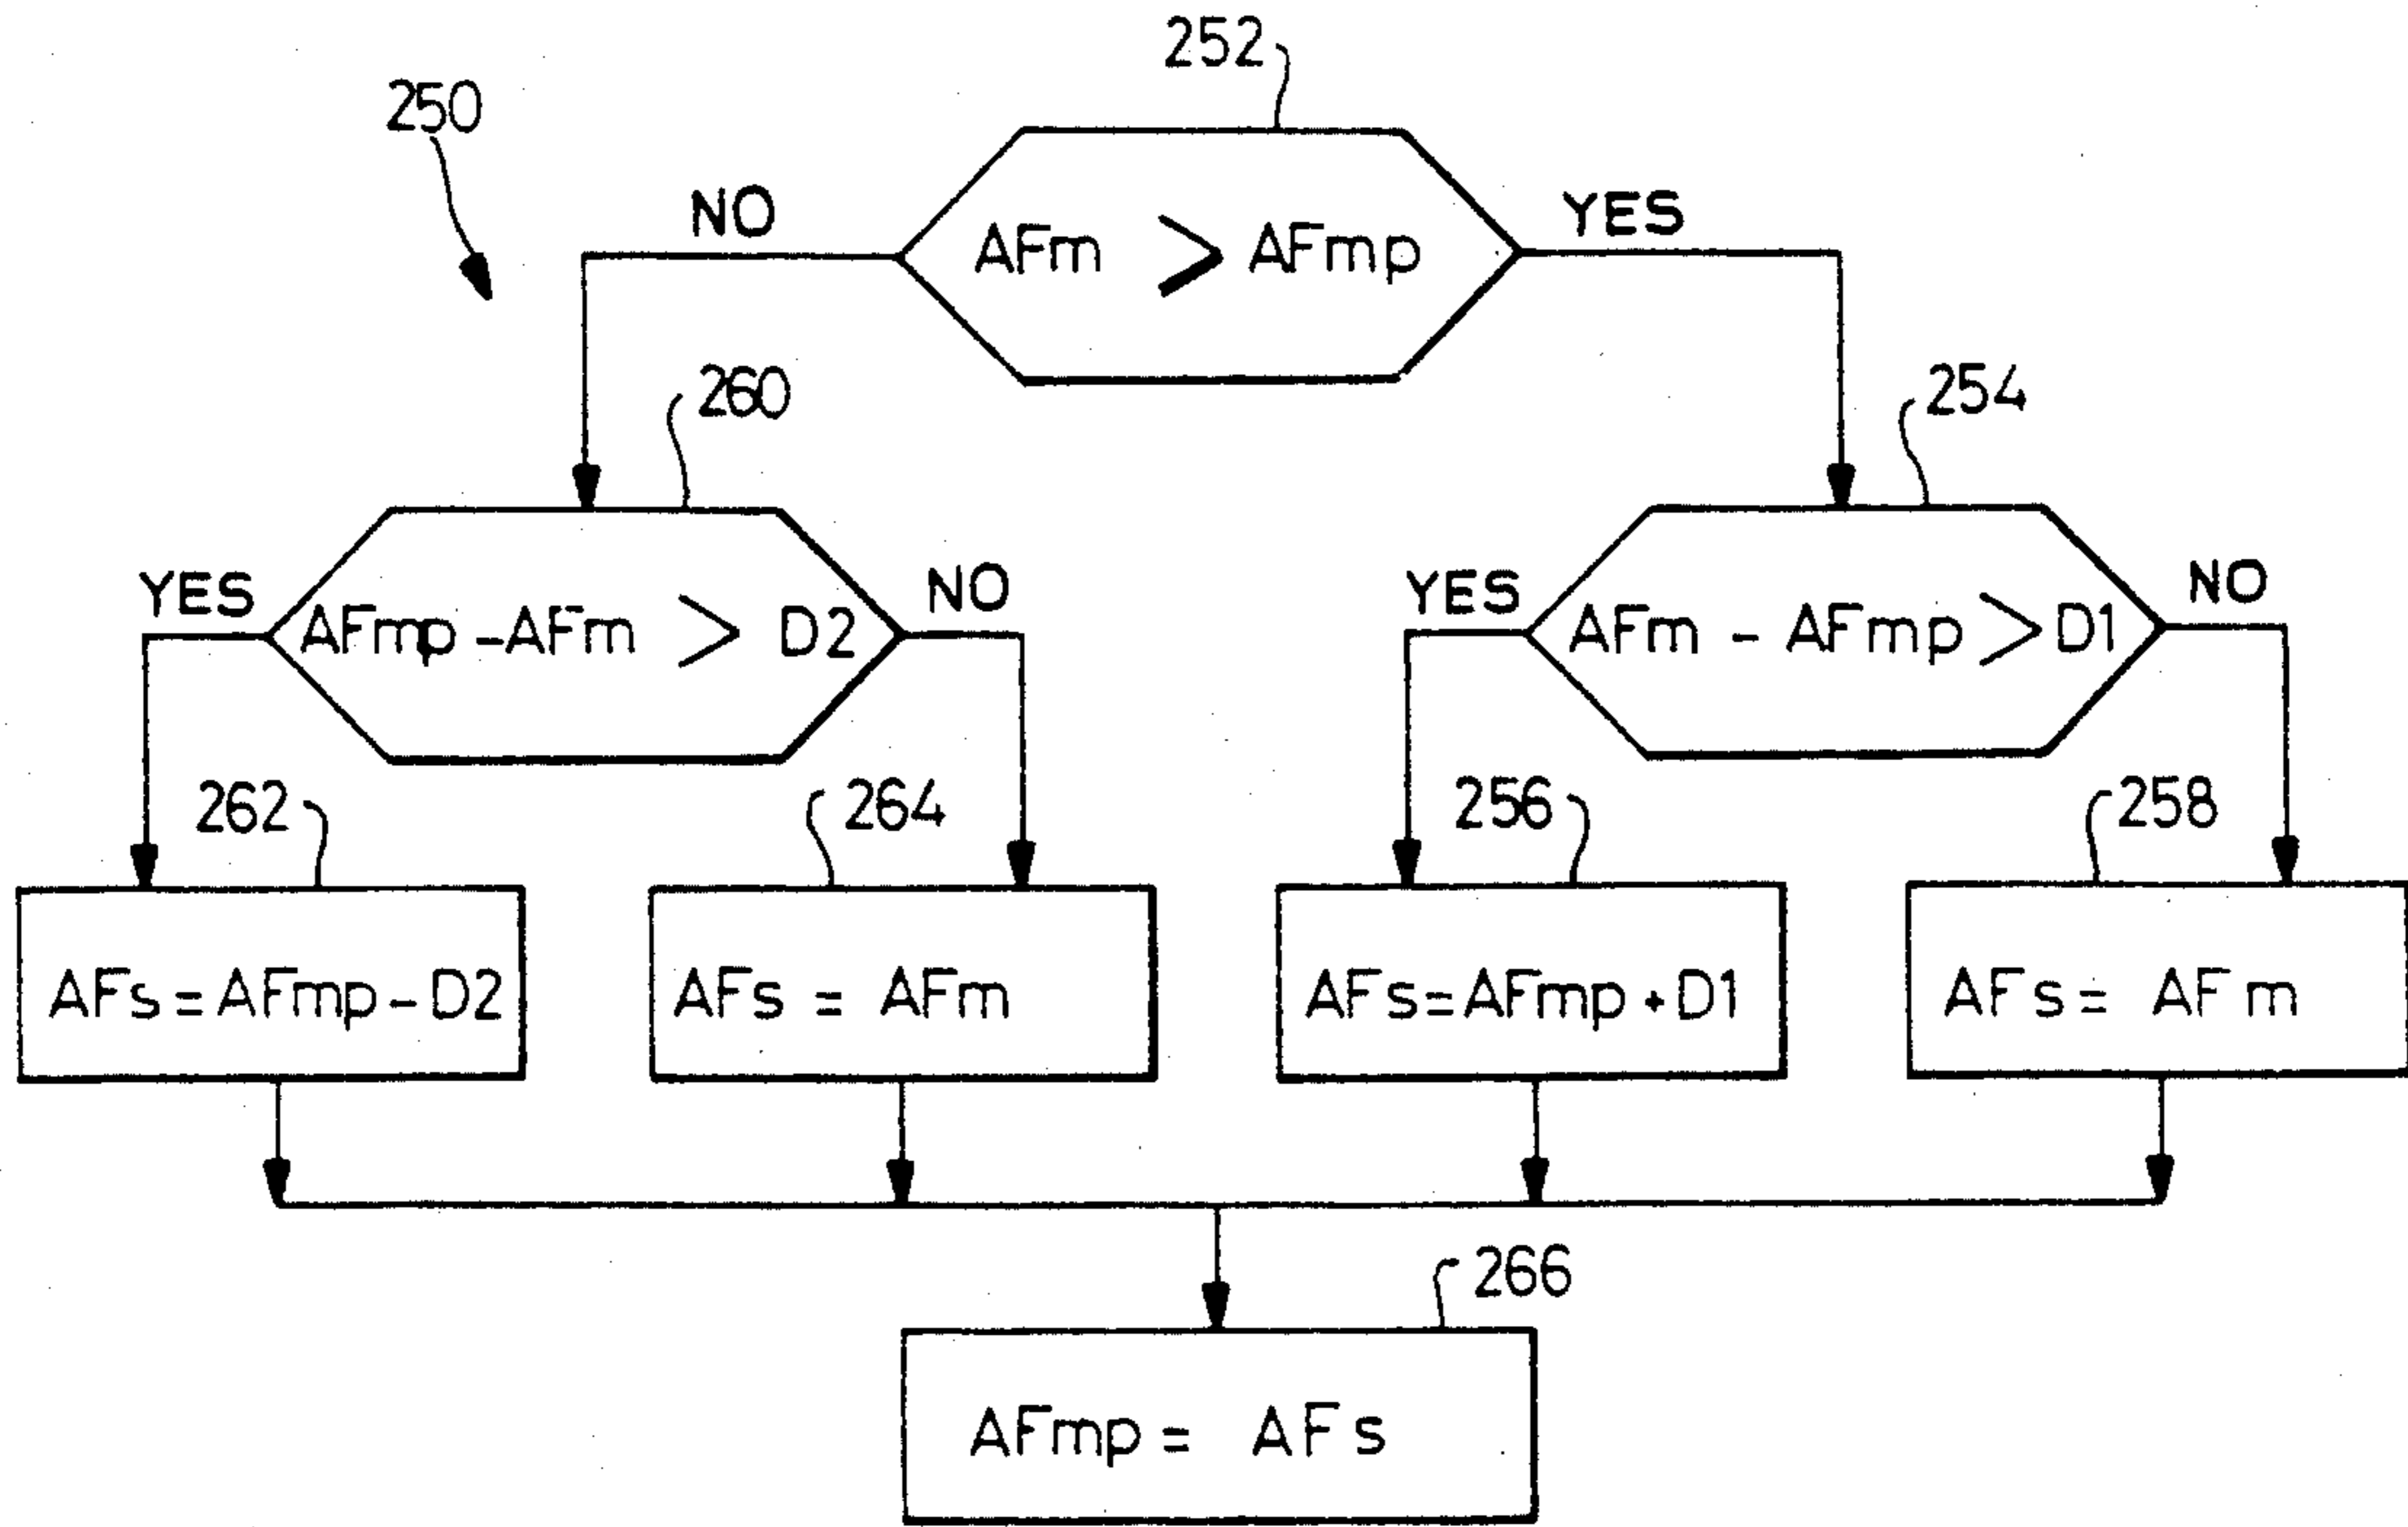 252
250
NO
YES
AFm > AFmp
260
254
YES
NO
YES
NO
AFmp - AFm > D2
AFm - AFmp > D1
262
264
256
258
AFs = AFmp - D2
AFs = AFm
AFs = AFmp + D1
AFs = AFm
266
AFmp = AFs